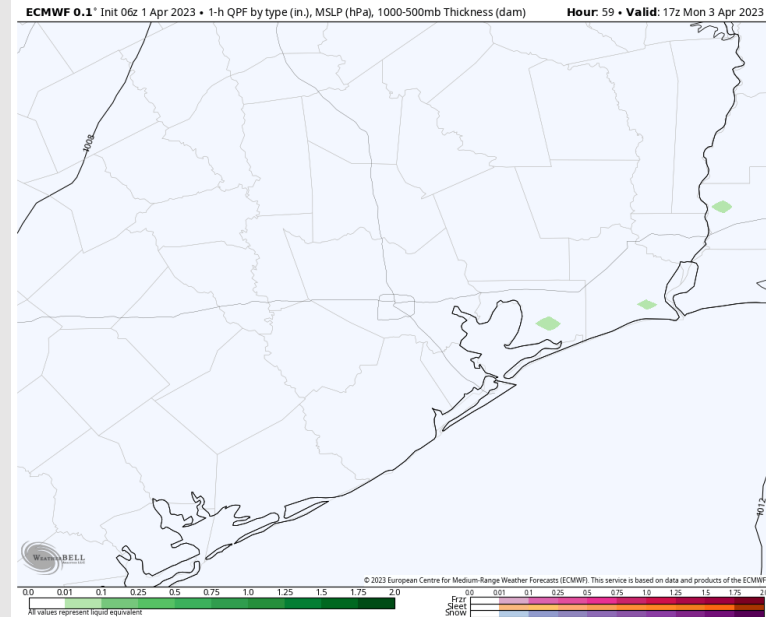 ECMWF 0.1° Init 06z 1 Apr 2023 • 1-h QPF by type (in.), MSLP (hPa), 1000-500mb Thickness (dam) Hour: 59 • Valid: 17z Mon 3 Apr 2023
1008
1012
WEATHERBELL
© 2023 European Centre for Medium-Range Weather Forecasts (ECMWF). This service is based on data and products of the ECMWF
0.0 0.01 0.1 0.25 0.5 0.75 1.0 1.25 1.5 1.75 2.0
All values represent liquid equivalent
0.0 0.01 0.1 0.25 0.5 0.75 1.0 1.25 1.5 1.75 2.0
Frzr
Sleet
Snow